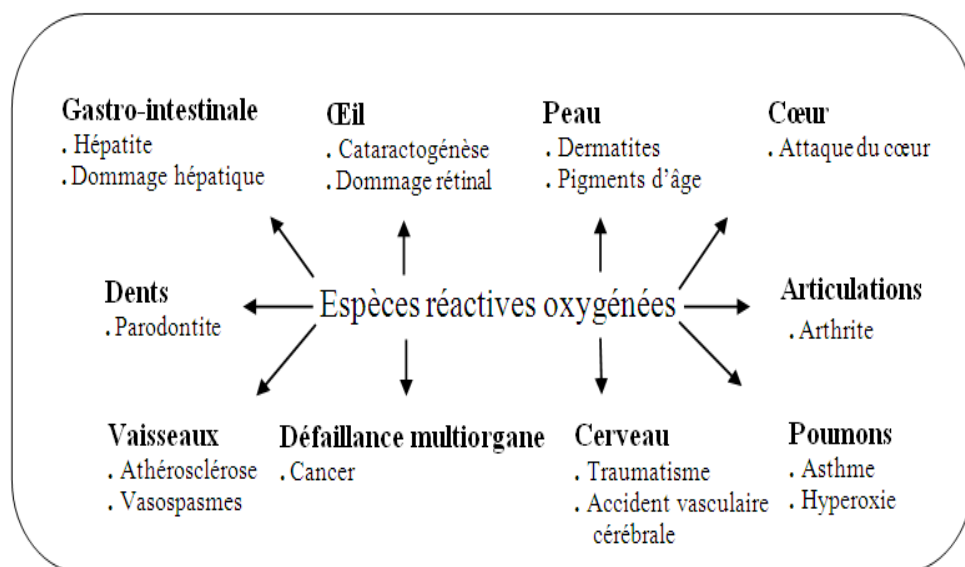 Gastro-intestinale
. Hépatite
. Dommage hépatique
Œil
. Cataractogénèse
. Dommage rétinal
Peau
. Dermatites
. Pigments d’âge
Cœur
. Attaque du cœur
Dents
. Parodontite
Espèces réactives oxygénées
Articulations
. Arthrite
Vaisseaux
. Athérosclérose
. Vasospasmes
Défaillance multiorgane
. Cancer
Cerveau
. Traumatisme
. Accident vasculaire
cérébrale
Poumons
. Asthme
. Hyperoxie